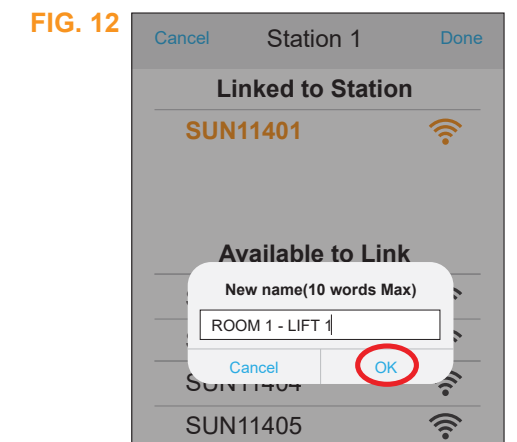 FIG. 12
Cancel Station 1 Done
Linked to Station
SUN11401
Available to Link
New name(10 words Max)
ROOM 1 - LIFT 1
Cancel OK
SUN11404
SUN11405